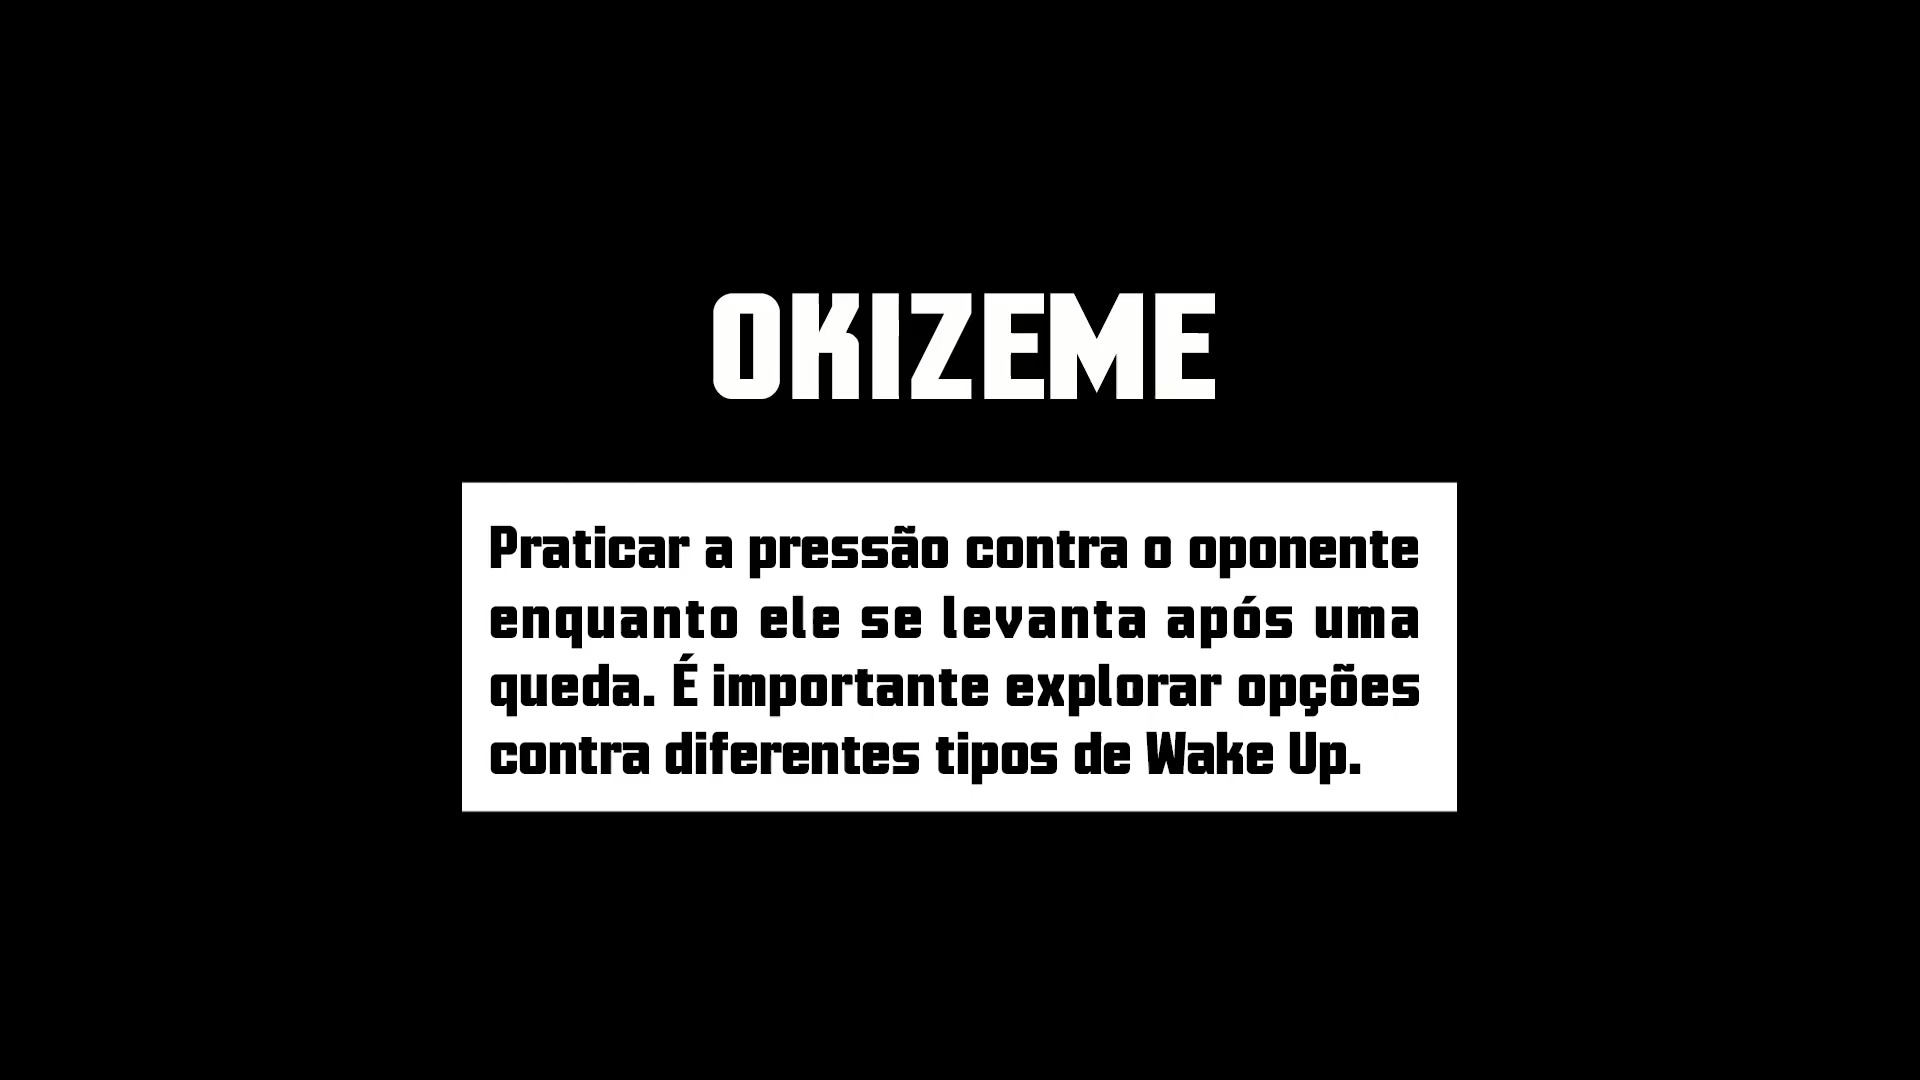 OKIZEME
Praticar a pressão contra o oponente
enquanto ele se levanta após uma
queda. É importante explorar opções
contra diferentes tipos de Wake Up.